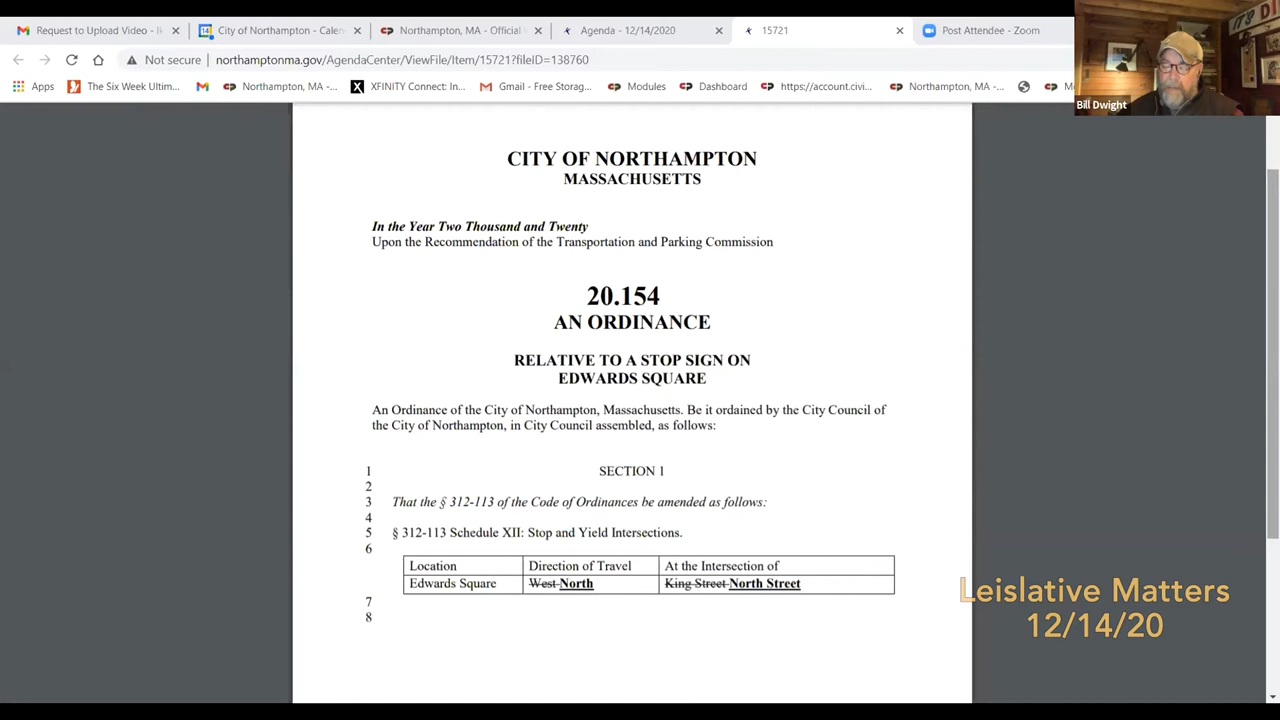 Request to Upload Video - I
City of Northampton - Calen
Northampton, MA - Official
Agenda - 12/14/2020
15721
Post Attendee - Zoom
Not secure
northamptonma.gov/AgendaCenter/ViewFile/Item/15721?fileID=138760
Apps
The Six Week Ultim...
Northampton, MA -...
XFINITY Connect: In...
Gmail - Free Storag...
Modules
Dashboard
https://account.civi...
Northampton, MA -...
Bill Dwight
CITY OF NORTHAMPTON
MASSACHUSETTS
In the Year Two Thousand and Twenty
Upon the Recommendation of the Transportation and Parking Commission
20.154
AN ORDINANCE
RELATIVE TO A STOP SIGN ON
EDWARDS SQUARE
An Ordinance of the City of Northampton, Massachusetts. Be it ordained by the City Council of
the City of Northampton, in City Council assembled, as follows:
1 SECTION 1
2
3 That the § 312-113 of the Code of Ordinances be amended as follows:
4
5 § 312-113 Schedule XII: Stop and Yield Intersections.
6
Location Direction of Travel At the Intersection of
Edwards Square West North King Street North Street
7
8
Leislative Matters
12/14/20